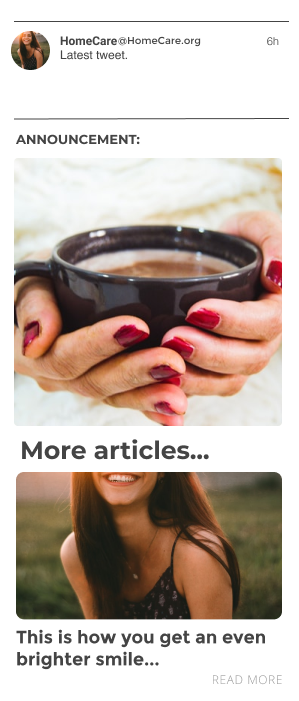 HomeCare@HomeCare.org 6h
Latest tweet.
ANNOUNCEMENT:
More articles...
This is how you get an even
brighter smile...
READ MORE